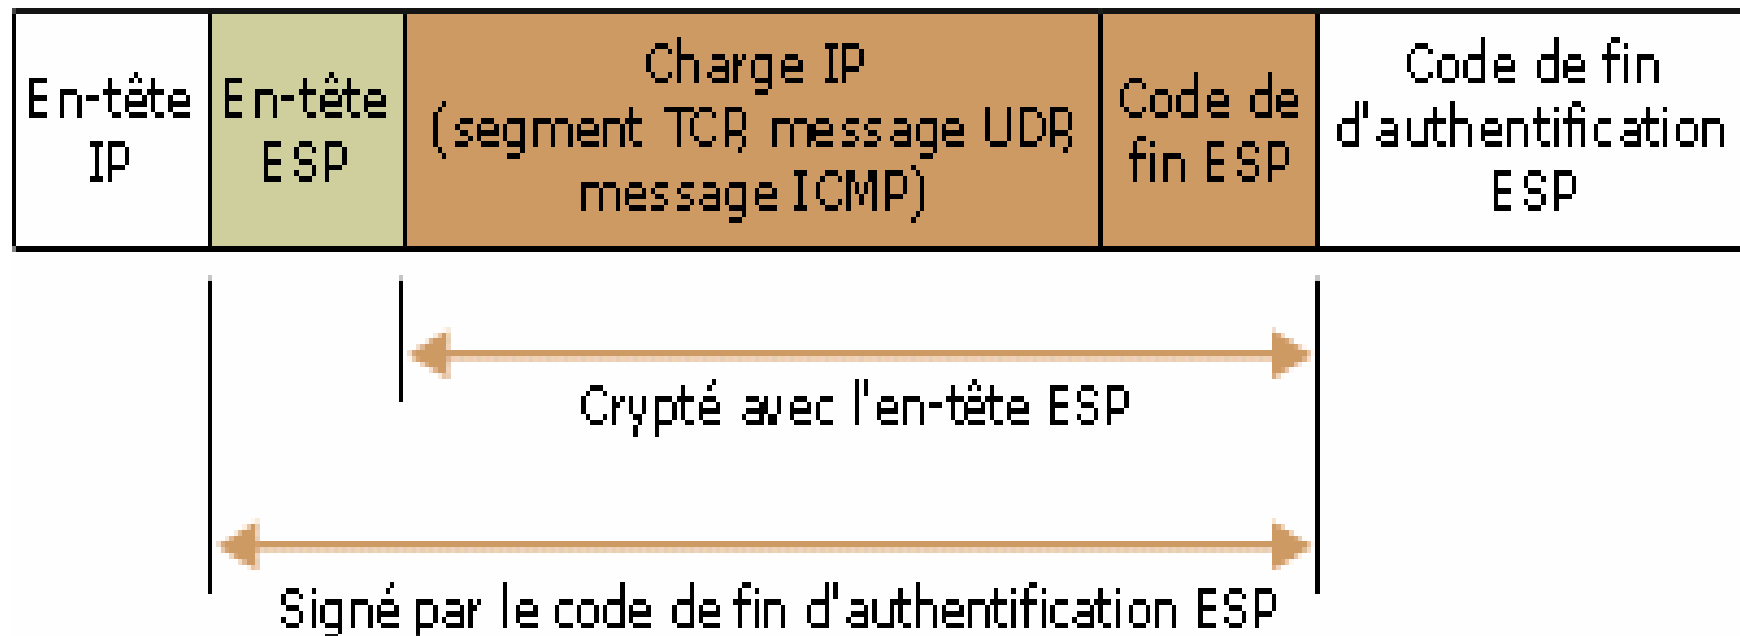 En-tête
IP
En-tête
ESP
Charge IP
(segment TCP, message UDP,
message ICMP)
Code de
fin ESP
Code de fin
d'authentification
ESP
Crypté avec l'en-tête ESP
Signé par le code de fin d'authentification ESP